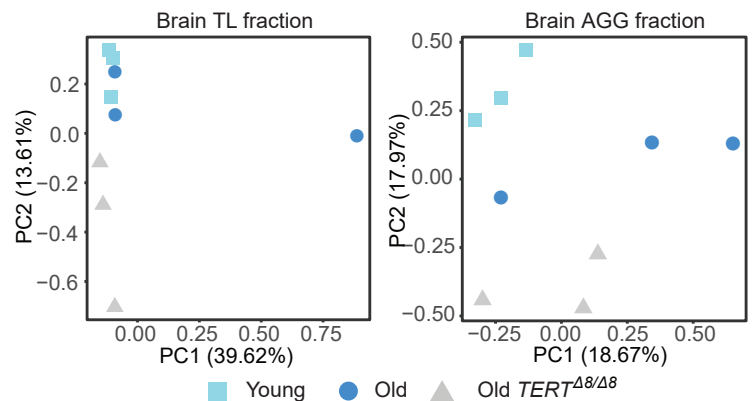 Brain TL fraction
Brain AGG fraction
PC2 (13.61%)
0.2
0.0
−0.2
−0.4
−0.6
0.00 0.25 0.50 0.75
PC1 (39.62%)
PC2 (17.97%)
0.50
0.25
0.00
−0.25
−0.50
−0.25 0.00 0.25 0.50
PC1 (18.67%)
Young Old Old TERT^Δ8/Δ8